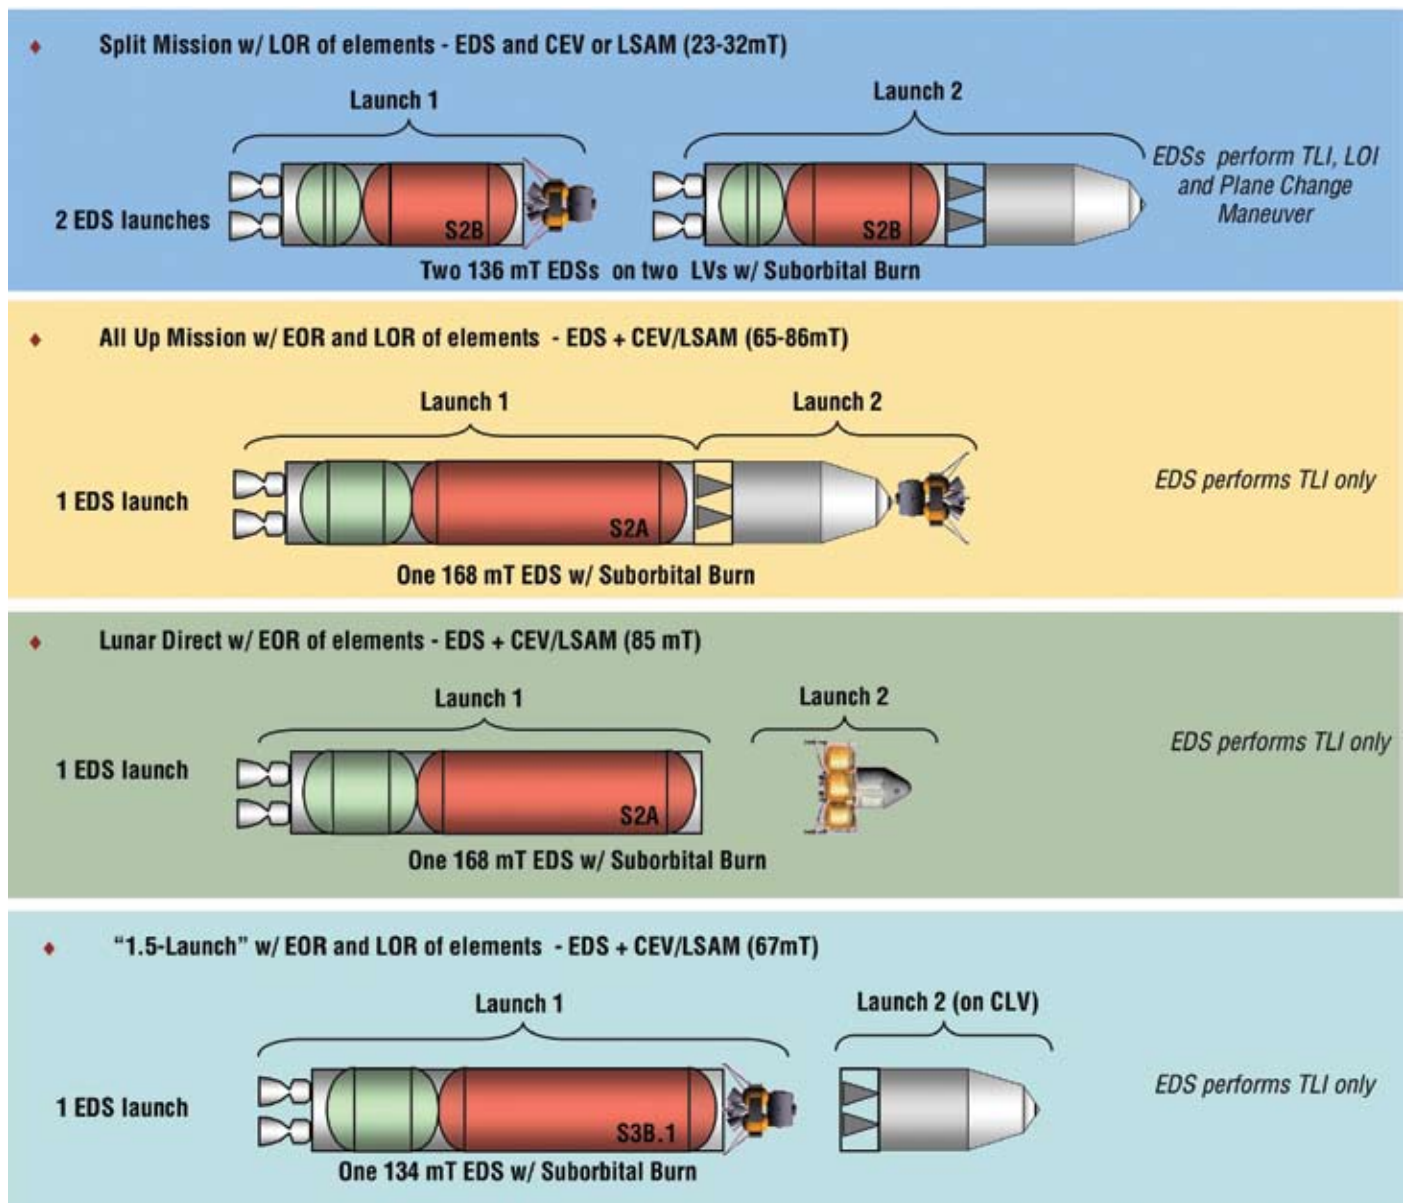 Split Mission w/ LOR of elements - EDS and CEV or LSAM (23-32mT)
Launch 1
Launch 2
EDSs perform TLI, LOI
and Plane Change
Maneuver
2 EDS launches
S2B
S2B
Two 136 mT EDSs on two LVs w/ Suborbital Burn
All Up Mission w/ EOR and LOR of elements - EDS + CEV/LSAM (65-86mT)
Launch 1
Launch 2
1 EDS launch
S2A
EDS performs TLI only
One 168 mT EDS w/ Suborbital Burn
Lunar Direct w/ EOR of elements - EDS + CEV/LSAM (85 mT)
Launch 1
Launch 2
1 EDS launch
S2A
EDS performs TLI only
One 168 mT EDS w/ Suborbital Burn
“1.5-Launch” w/ EOR and LOR of elements - EDS + CEV/LSAM (67mT)
Launch 1
Launch 2 (on CLV)
1 EDS launch
S3B.1
EDS performs TLI only
One 134 mT EDS w/ Suborbital Burn